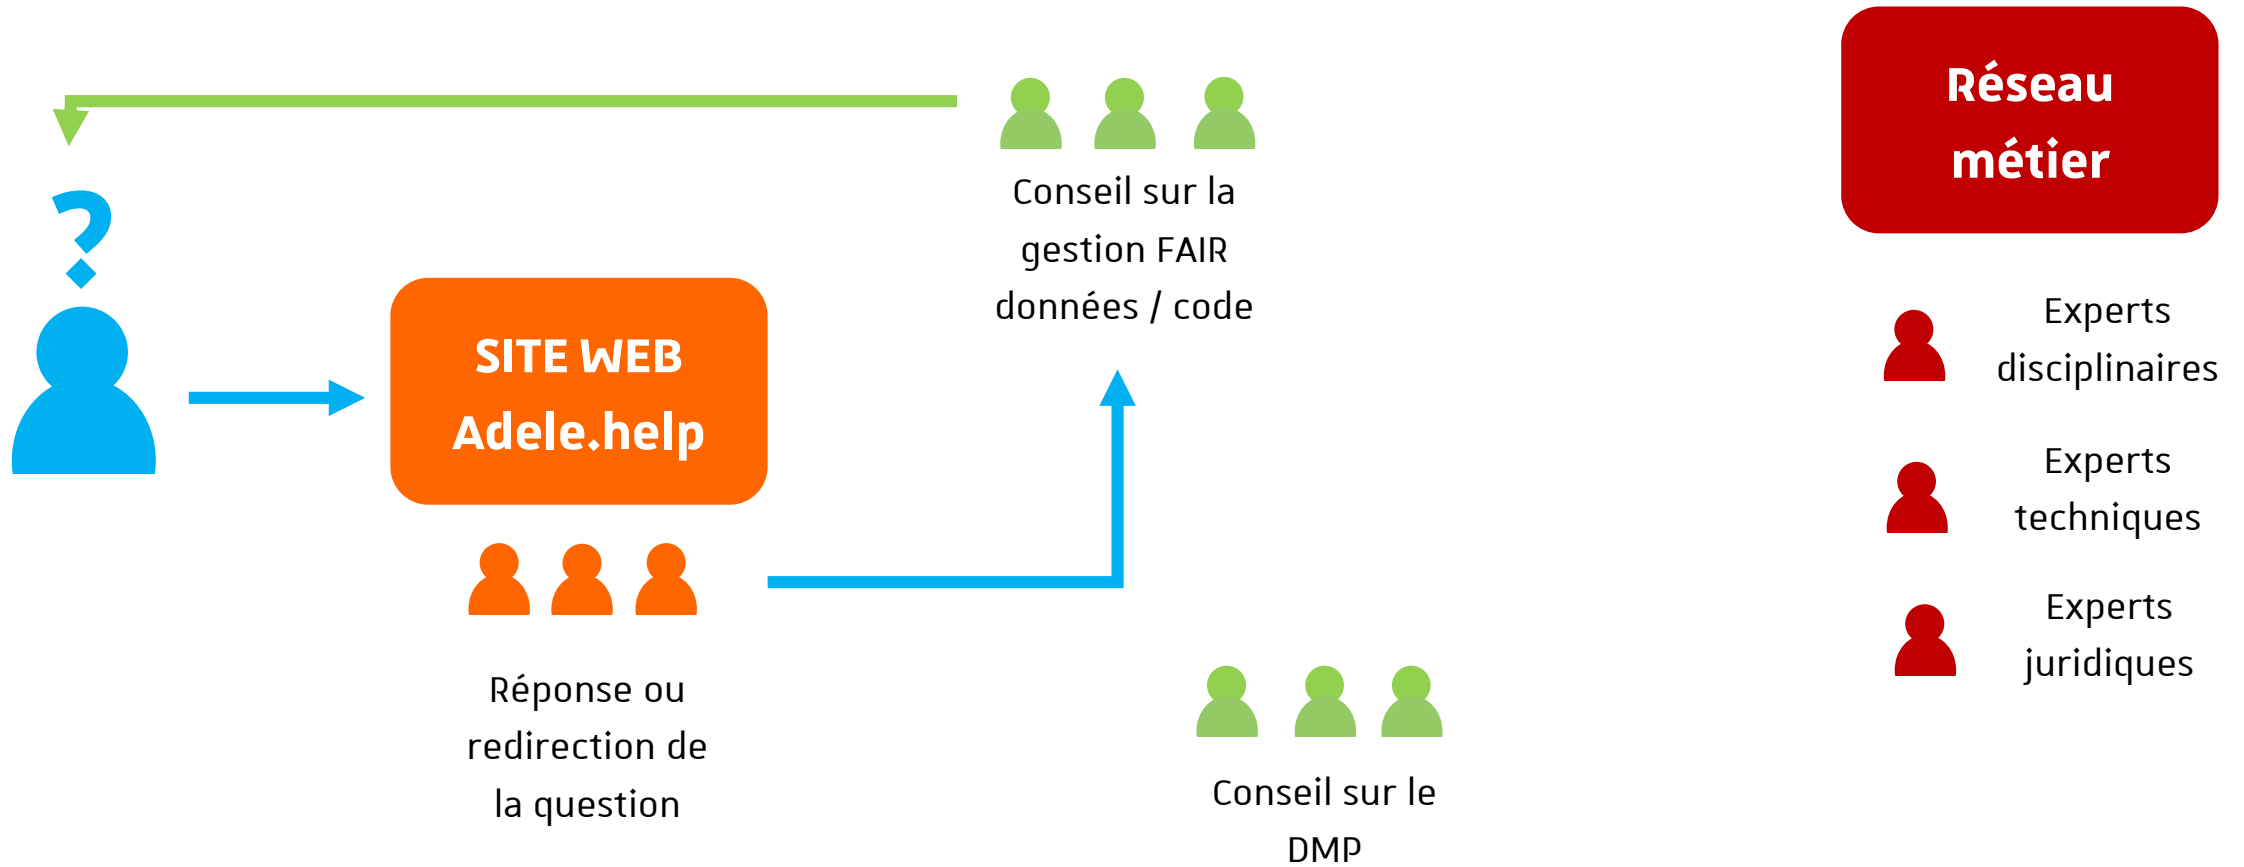 ?
SITE WEB
Adele.help
Réponse ou
redirection de
la question
Conseil sur la
gestion FAIR
données / code
Conseil sur le
DMP
Réseau
métier
Experts
disciplinaires
Experts
techniques
Experts
juridiques